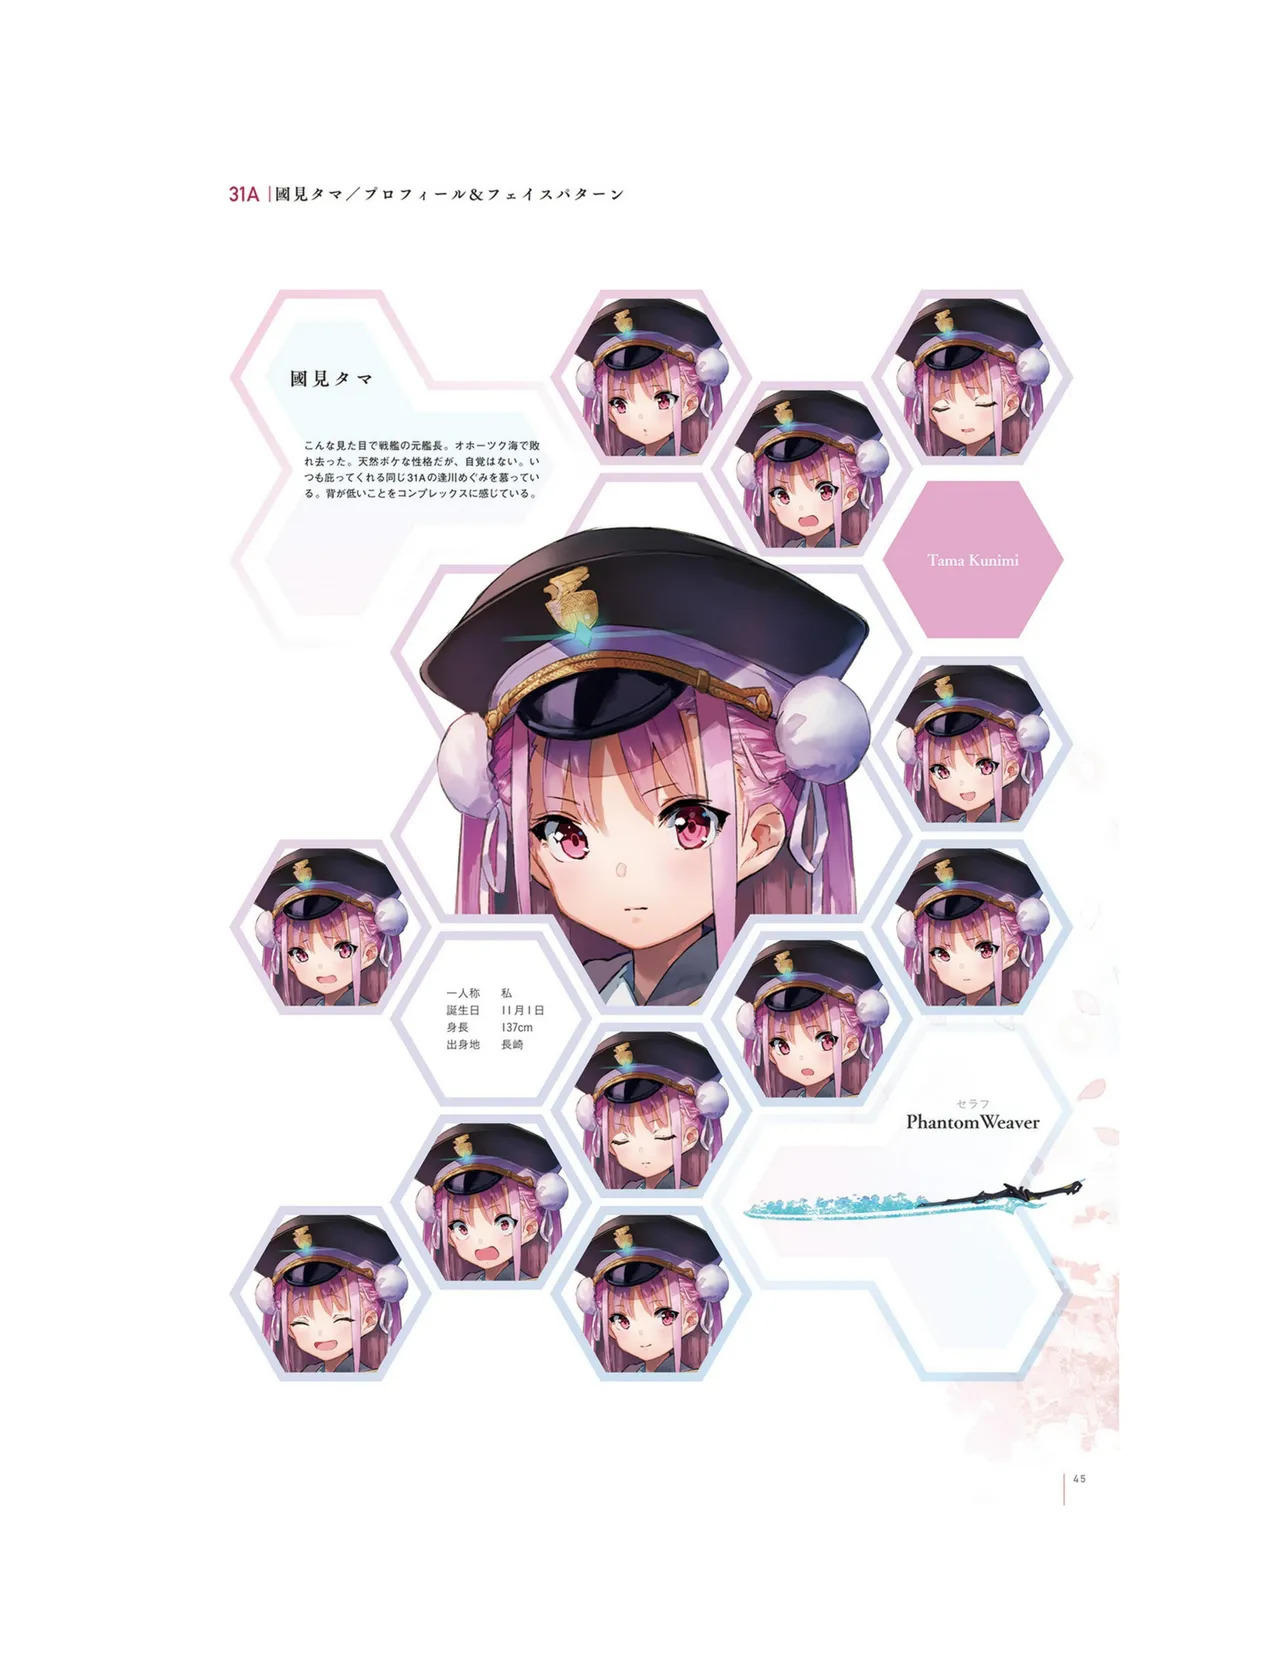 31A 國見タマ／プロフィール＆フェイスパターン
國見タマ
こんな見た目で戦艦の元艦長。オホーツク海で敗
れ去った。天然ボケな性格だが、自覚はない。い
つも庇ってくれる同じ31Aの逢川めぐみを慕ってい
る。背が低いことをコンプレックスに感じている。
Tama Kunimi
一人称 私
誕生日 11月1日
身長 137cm
出身地 長崎
セラフ
PhantomWeaver
45